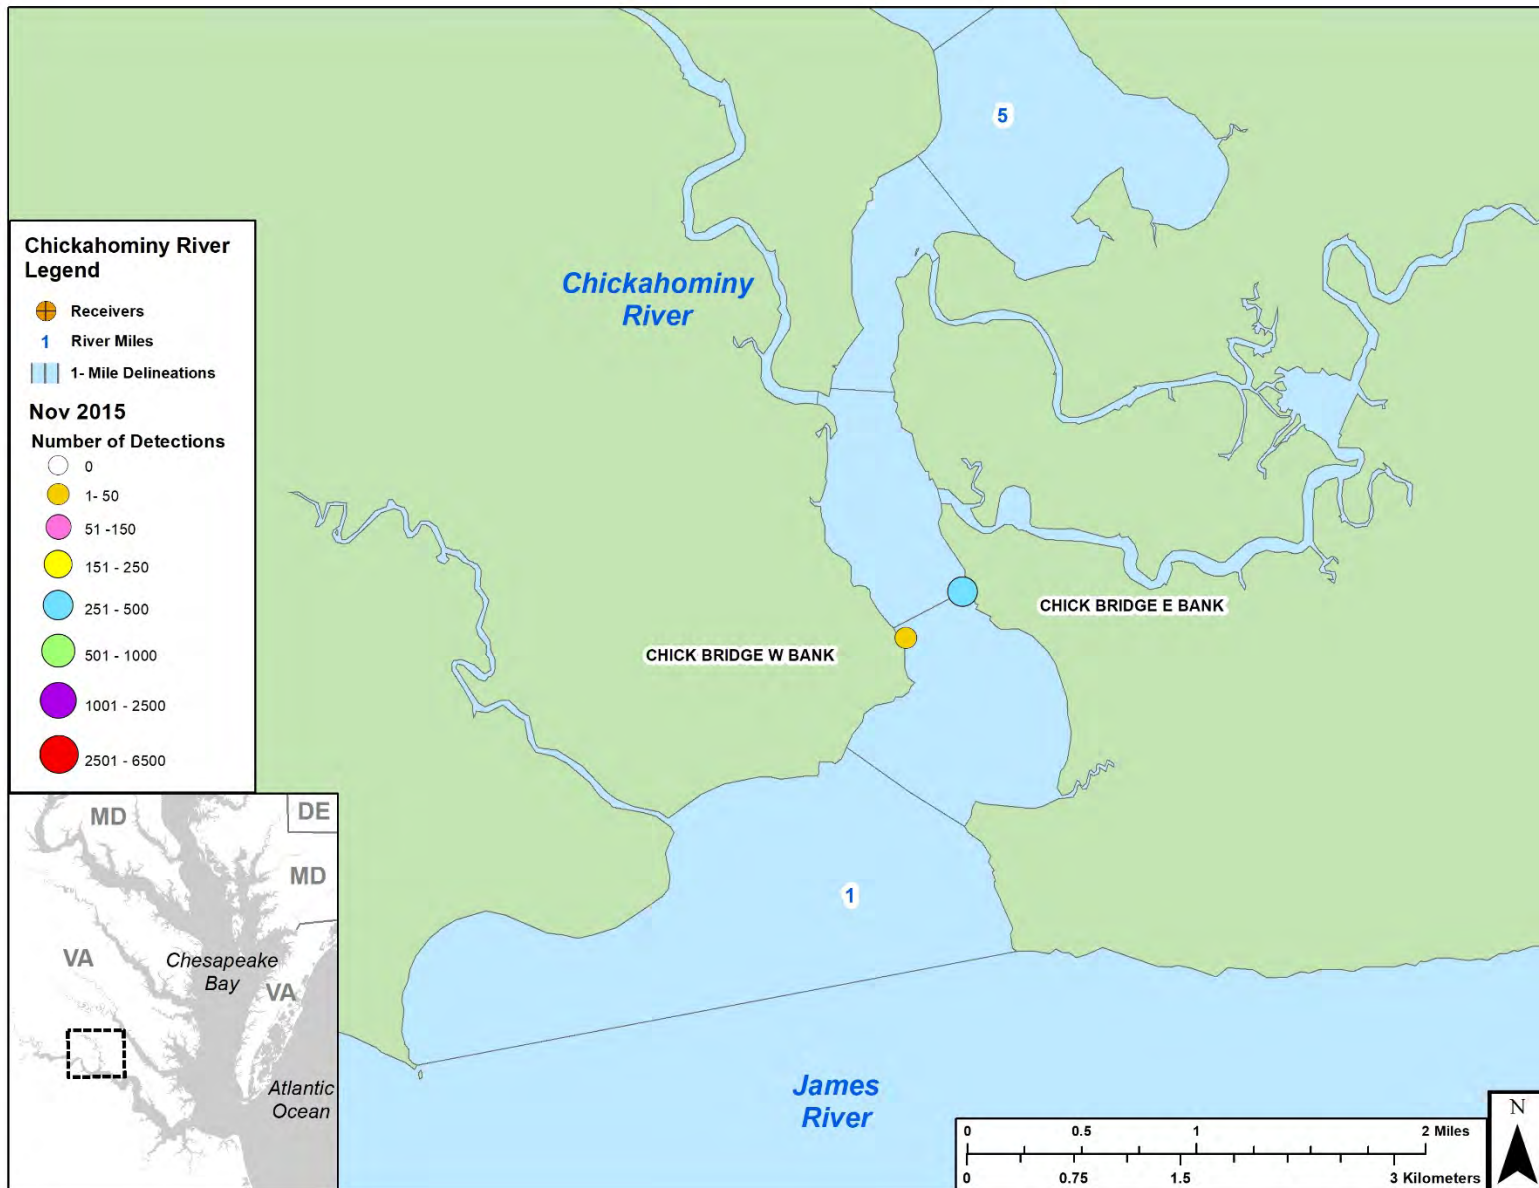 5
Chickahominy
River
Chickahominy River
Legend
Receivers
1 River Miles
1- Mile Delineations
Nov 2015
Number of Detections
0
1- 50
51 -150
151 - 250
251 - 500
501 - 1000
1001 - 2500
2501 - 6500
CHICK BRIDGE E BANK
CHICK BRIDGE W BANK
1
James
River
MD
DE
MD
VA
Chesapeake
Bay
VA
Atlantic
Ocean
0 0.5 1 2 Miles
0 0.75 1.5 3 Kilometers
N